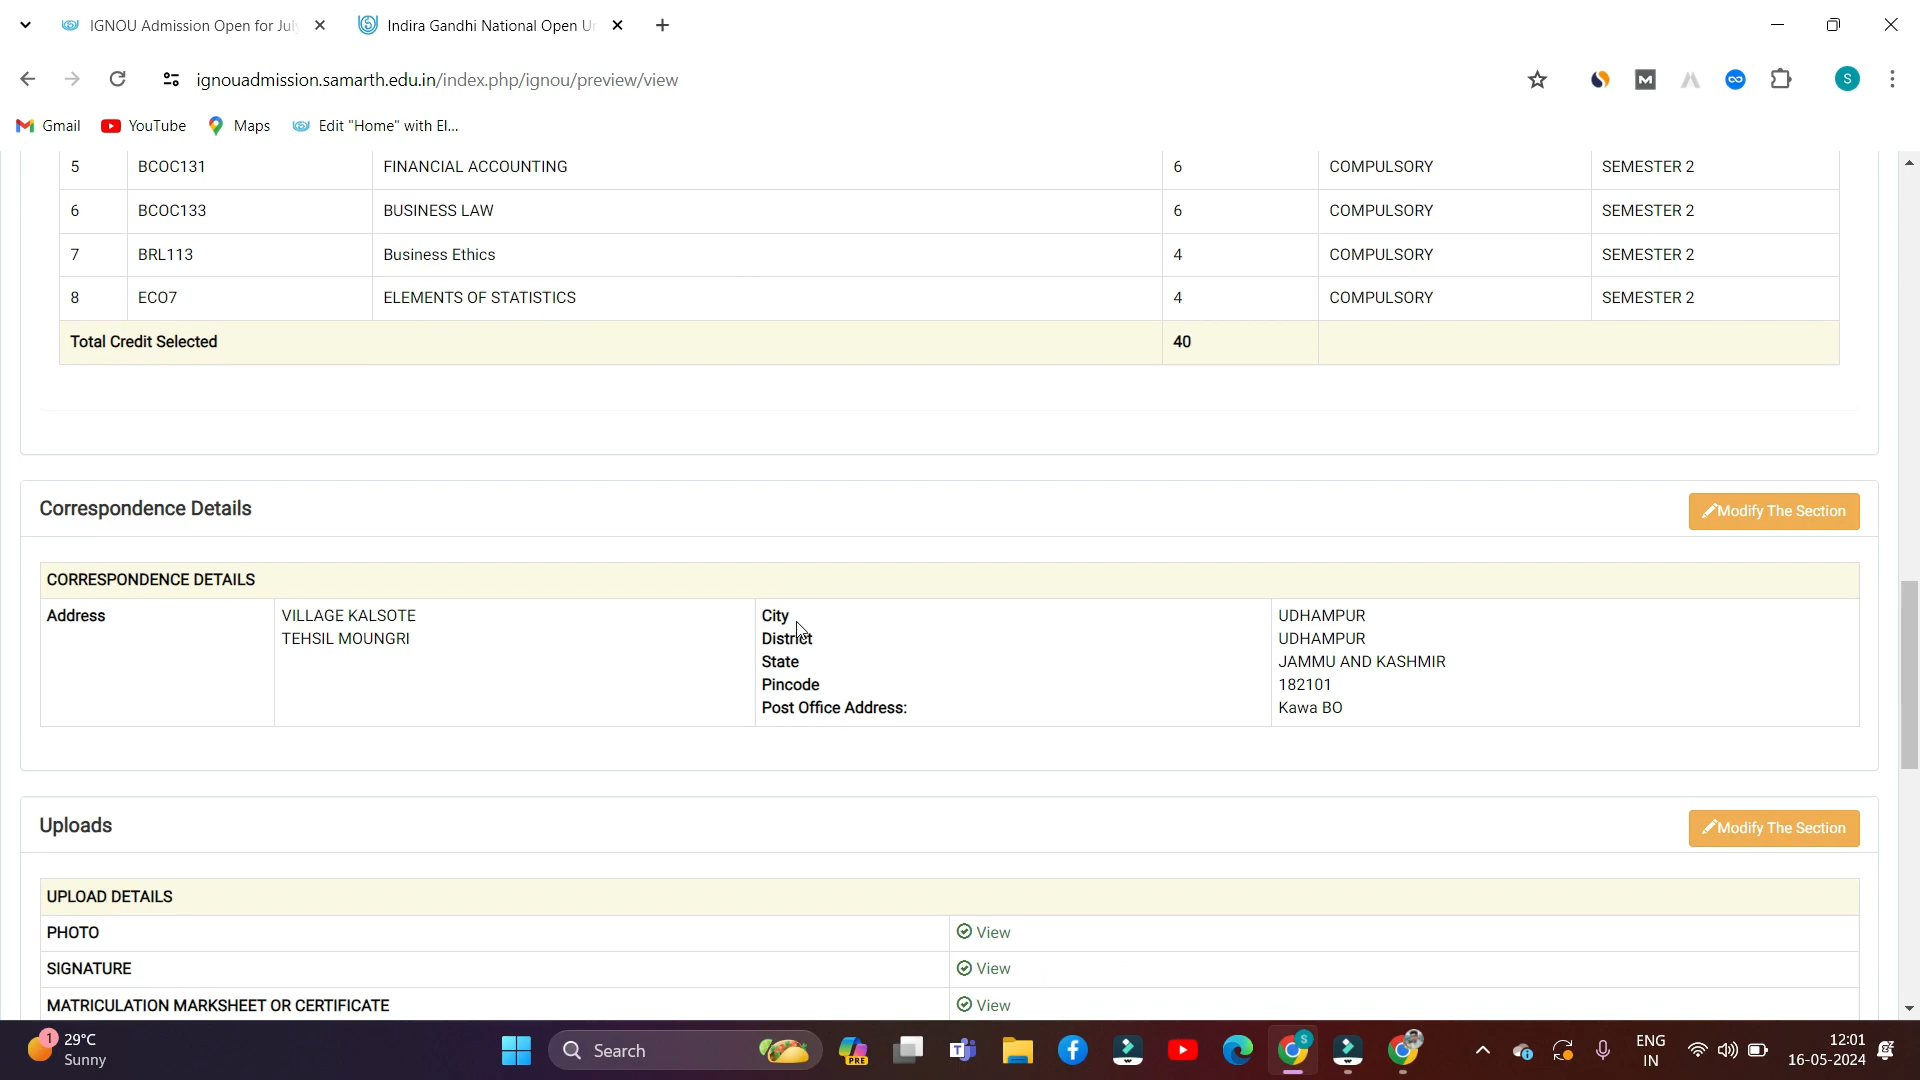 IGNOU Admission Open for Jul
Indira Gandhi National Open Ur
ignouadmission.samarth.edu.in/index.php/ignou/preview/view
S
Gmail
YouTube
Maps
Edit "Home" with El...
5 BCOC131 FINANCIAL ACCOUNTING 6 COMPULSORY SEMESTER 2
6 BCOC133 BUSINESS LAW 6 COMPULSORY SEMESTER 2
7 BRL113 Business Ethics 4 COMPULSORY SEMESTER 2
8 ECO7 ELEMENTS OF STATISTICS 4 COMPULSORY SEMESTER 2
Total Credit Selected 40
Correspondence Details
Modify The Section
CORRESPONDENCE DETAILS
Address VILLAGE KALSOTE City UDHAMPUR
TEHSIL MOUNGRI District UDHAMPUR
State JAMMU AND KASHMIR
Pincode 182101
Post Office Address: Kawa BO
Uploads
Modify The Section
UPLOAD DETAILS
PHOTO View
SIGNATURE View
MATRICULATION MARKSHEET OR CERTIFICATE View
1
29°C
Sunny
Search
PRE
S
ENG
IN
12:01
16-05-2024